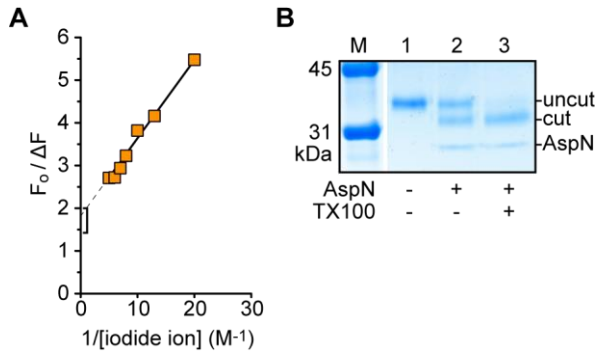 A
6
5
4
3
2
1
0
0 10 20 30
Fo / ΔF
1/[iodide ion] (M-1)
B
M 1 2 3
45
31
kDa
uncut
cut
AspN
AspN - + +
TX100 - - +